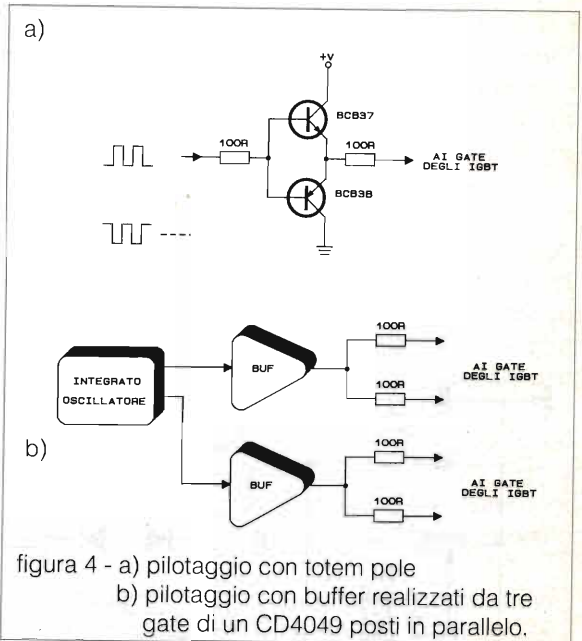 a)
+V
BCB37
100R
100R
AI GATE
DEGLI IGBT
BCB3B
100R
BUF
AI GATE
DEGLI IGBT
100R
INTEGRATO
OSCILLATORE
b)
100R
BUF
AI GATE
DEGLI IGBT
100R
figura 4 - a) pilotaggio con totem pole
b) pilotaggio con buffer realizzati da tre
gate di un CD4049 posti in parallelo.